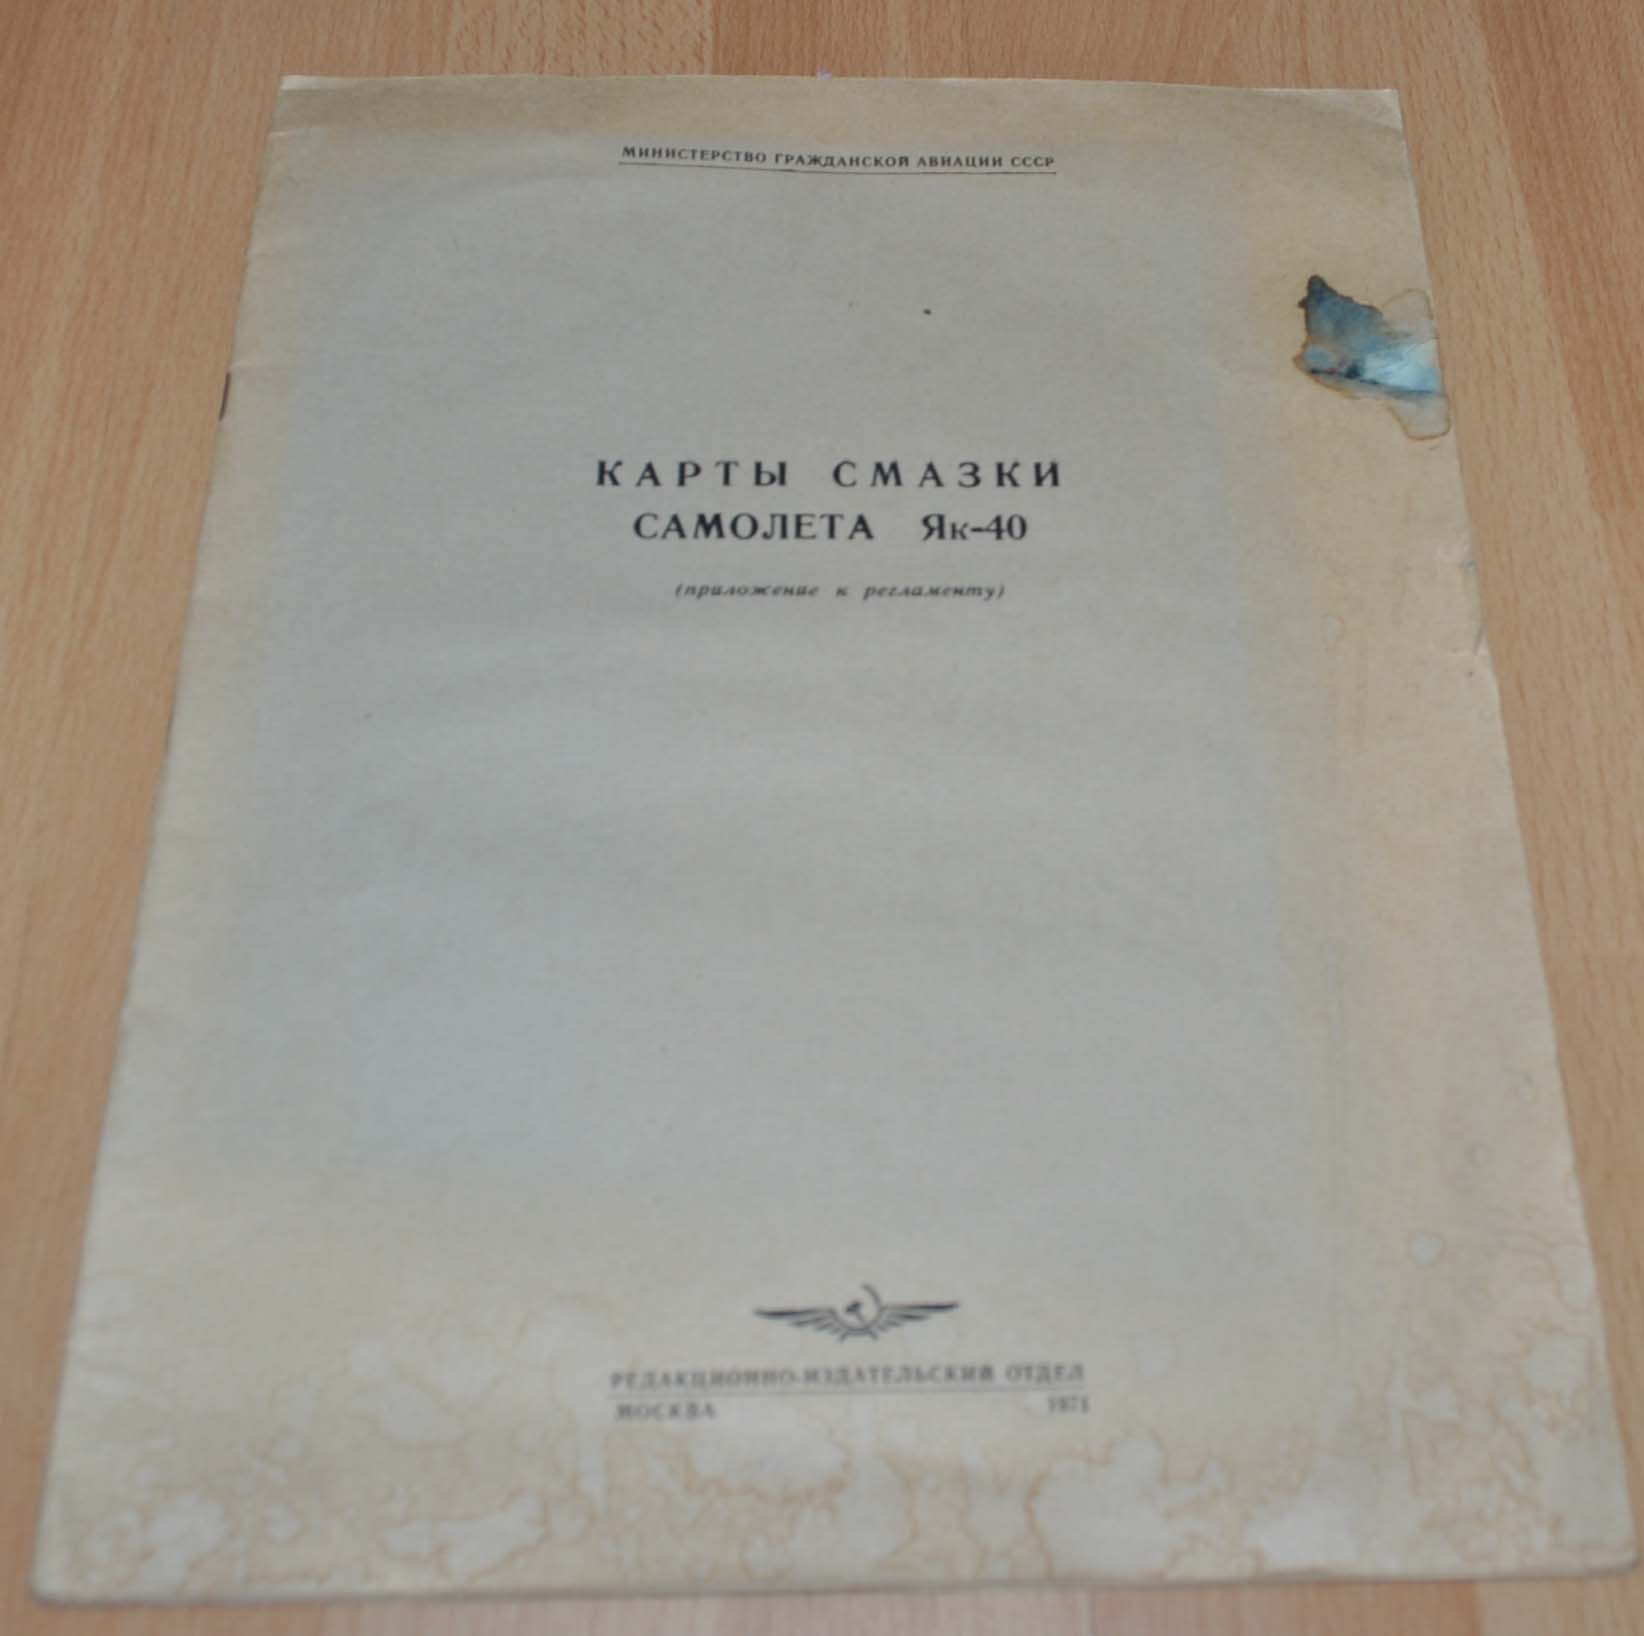 МИНИСТЕРСТВО ГРАЖДАНСКОЙ АВИАЦИИ СССР
КАРТЫ СМАЗКИ
САМОЛЕТА Як-40
(приложение к регламенту)
РЕДАКЦИОННО-ИЗДАТЕЛЬСКИЙ ОТДЕЛ
МОСКВА 1971